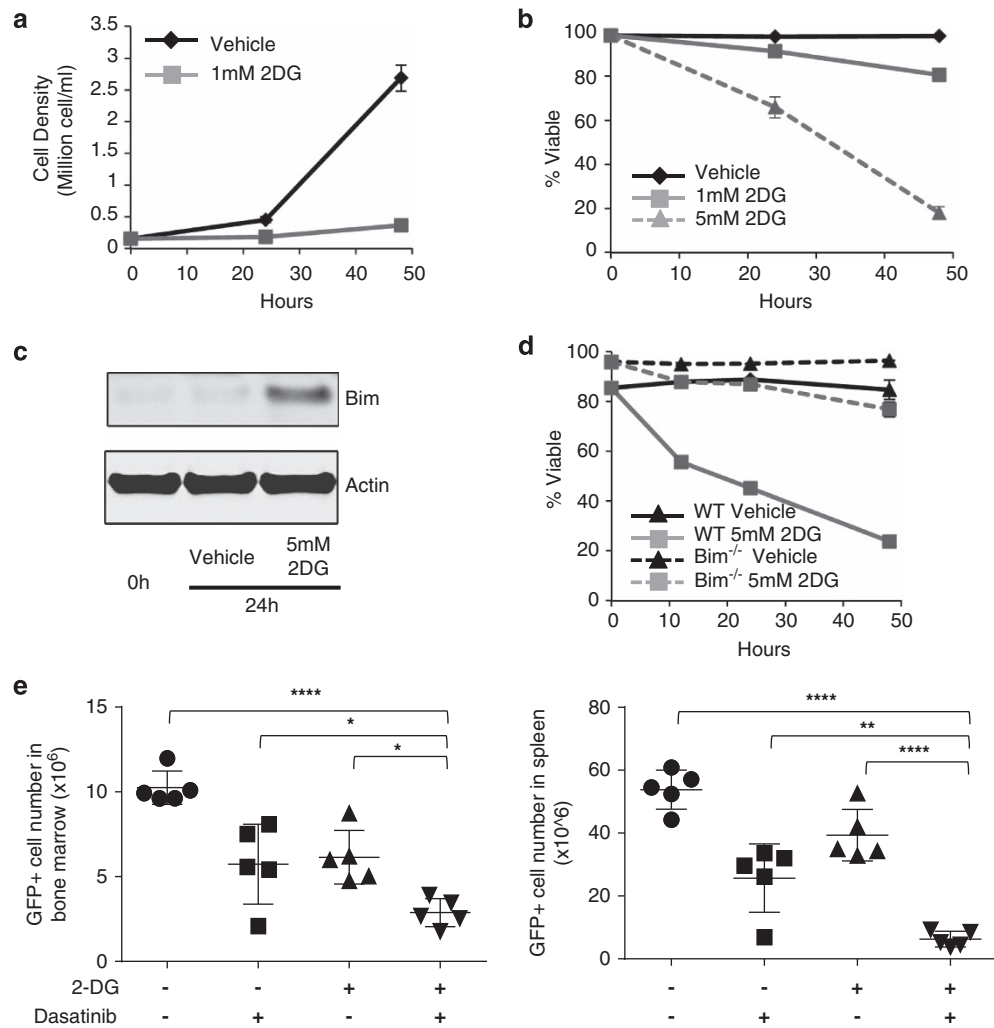 a
3.5
3
2.5
2
1.5
1
0.5
0
0 10 20 30 40 50
Hours
Cell Density
(Million cell/ml)
Vehicle
1mM 2DG
b
100
80
60
40
20
0
0 10 20 30 40 50
Hours
% Viable
Vehicle
1mM 2DG
5mM 2DG
c
Bim
Actin
0h
Vehicle
5mM
2DG
24h
d
100
80
60
40
20
0
0 10 20 30 40 50
Hours
% Viable
WT Vehicle
WT 5mM 2DG
Bim-/- Vehicle
Bim-/- 5mM 2DG
e
GFP+ cell number in
bone marrow (x10⁶)
15
10
5
0
****
*
*
2-DG - - + +
Dasatinib - + - +
GFP+ cell number in spleen
(x10^6)
80
60
40
20
0
****
**
****
- - + +
- + - +